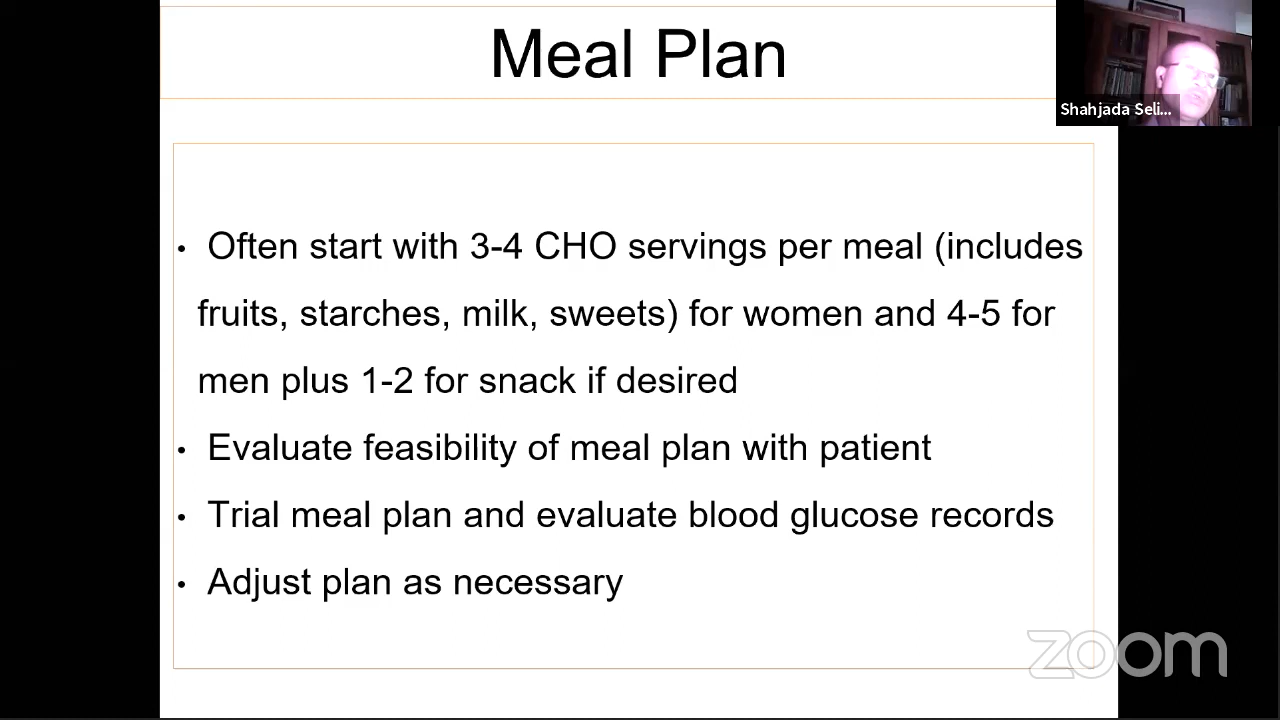 Meal Plan
Shahjada Seli...
• Often start with 3-4 CHO servings per meal (includes
fruits, starches, milk, sweets) for women and 4-5 for
men plus 1-2 for snack if desired
• Evaluate feasibility of meal plan with patient
• Trial meal plan and evaluate blood glucose records
• Adjust plan as necessary
zoom